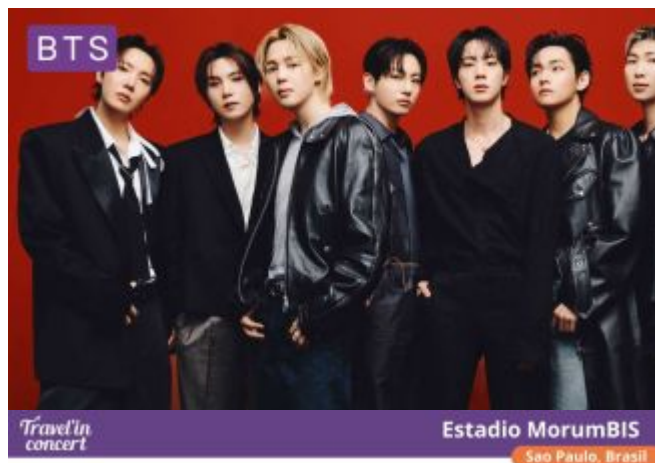 BTS
Travel'in
concert
Estadio MorumBIS
Sao Paulo, Brasil